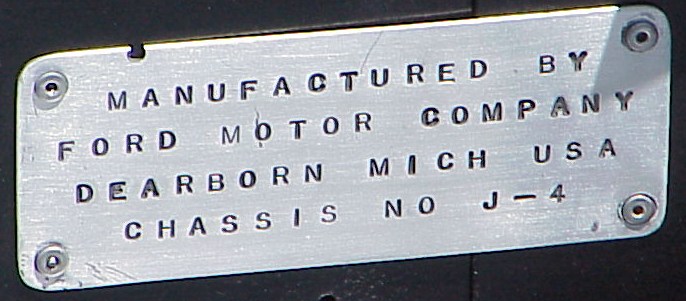 MANUFACTURED BY
FORD MOTOR COMPANY
DEARBORN MICH USA
CHASSIS NO J-4